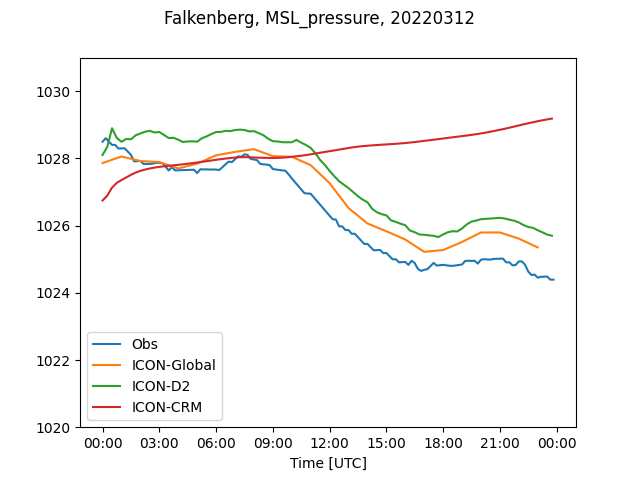 Falkenberg, MSL_pressure, 20220312
1030
1028
1026
1024
1022
1020
Obs
ICON-Global
ICON-D2
ICON-CRM
00:00 03:00 06:00 09:00 12:00 15:00 18:00 21:00 00:00
Time [UTC]